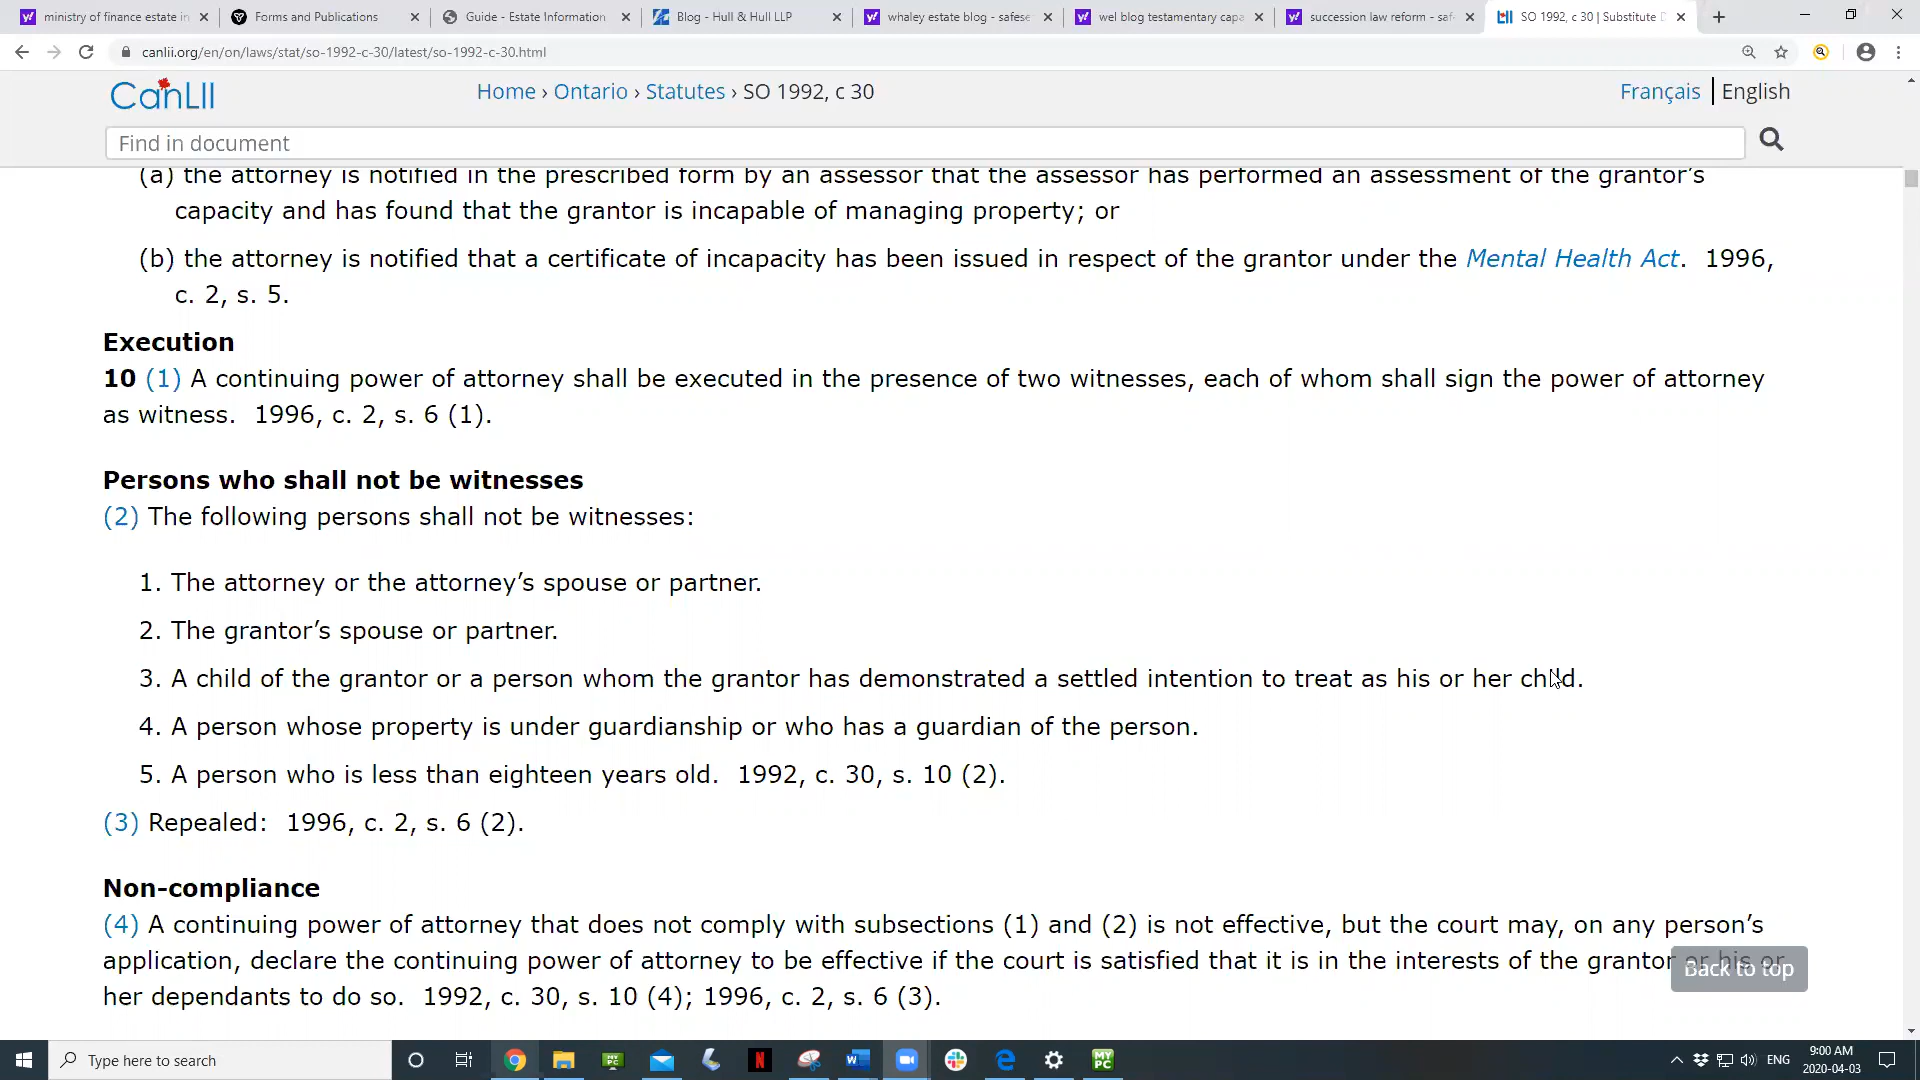 ministry of finance estate in
Forms and Publications
Guide - Estate Information
Blog - Hull & Hull LLP
whaley estate blog - safese
wel blog testamentary capa
succession law reform - saf
SO 1992, c 30 | Substitute D
canlii.org/en/on/laws/stat/so-1992-c-30/latest/so-1992-c-30.html
CanLII
Home › Ontario › Statutes › SO 1992, c 30
Français | English
Find in document
(a) the attorney is notified in the prescribed form by an assessor that the assessor has performed an assessment of the grantor’s
capacity and has found that the grantor is incapable of managing property; or
(b) the attorney is notified that a certificate of incapacity has been issued in respect of the grantor under the Mental Health Act. 1996,
c. 2, s. 5.
Execution
10 (1) A continuing power of attorney shall be executed in the presence of two witnesses, each of whom shall sign the power of attorney
as witness. 1996, c. 2, s. 6 (1).
Persons who shall not be witnesses
(2) The following persons shall not be witnesses:
1. The attorney or the attorney’s spouse or partner.
2. The grantor’s spouse or partner.
3. A child of the grantor or a person whom the grantor has demonstrated a settled intention to treat as his or her child.
4. A person whose property is under guardianship or who has a guardian of the person.
5. A person who is less than eighteen years old. 1992, c. 30, s. 10 (2).
(3) Repealed: 1996, c. 2, s. 6 (2).
Non-compliance
(4) A continuing power of attorney that does not comply with subsections (1) and (2) is not effective, but the court may, on any person’s
application, declare the continuing power of attorney to be effective if the court is satisfied that it is in the interests of the grantor or his or
Back to top
her dependants to do so. 1992, c. 30, s. 10 (4); 1996, c. 2, s. 6 (3).
Type here to search
ENG
9:00 AM
2020-04-03